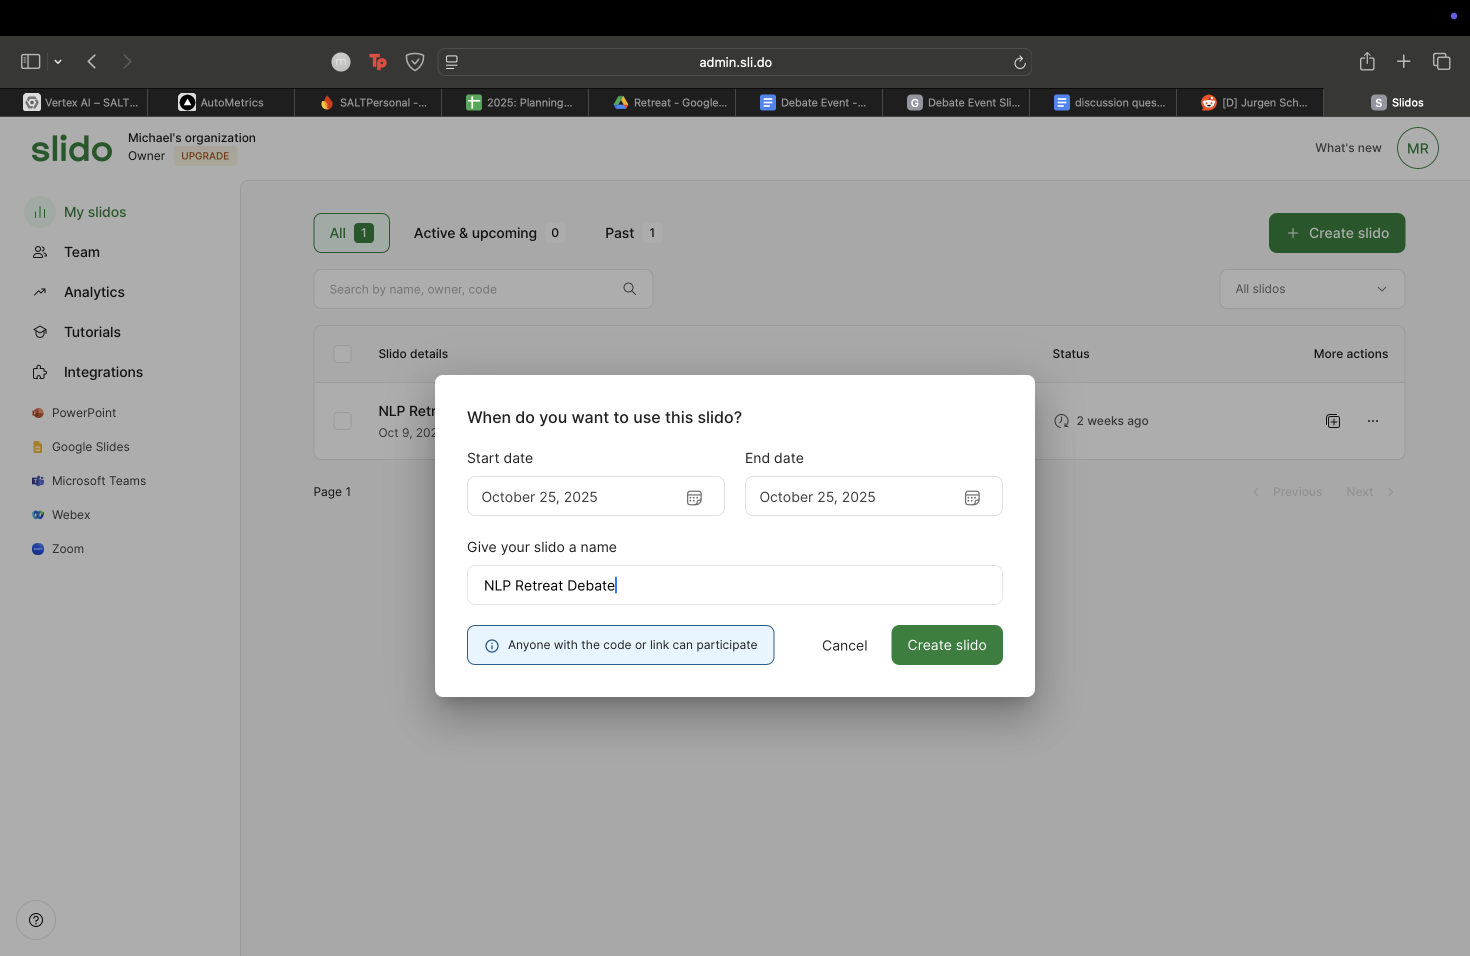 admin.sli.do
Vertex AI – SALT...
AutoMetrics
SALTPersonal -...
2025: Planning...
Retreat - Google...
Debate Event -...
Debate Event Sli...
discussion ques...
[D] Jurgen Sch...
Slidos
slido
Michael's organization
Owner UPGRADE
What's new
MR
My slidos
Team
Analytics
Tutorials
Integrations
PowerPoint
Google Slides
Microsoft Teams
Webex
Zoom
All 1
Active & upcoming 0
Past 1
+ Create slido
Search by name, owner, code
All slidos
Slido details
Status
More actions
NLP Retr
Oct 9, 202
2 weeks ago
Page 1
Previous
Next
When do you want to use this slido?
Start date
End date
October 25, 2025
October 25, 2025
Give your slido a name
NLP Retreat Debate
Anyone with the code or link can participate
Cancel
Create slido